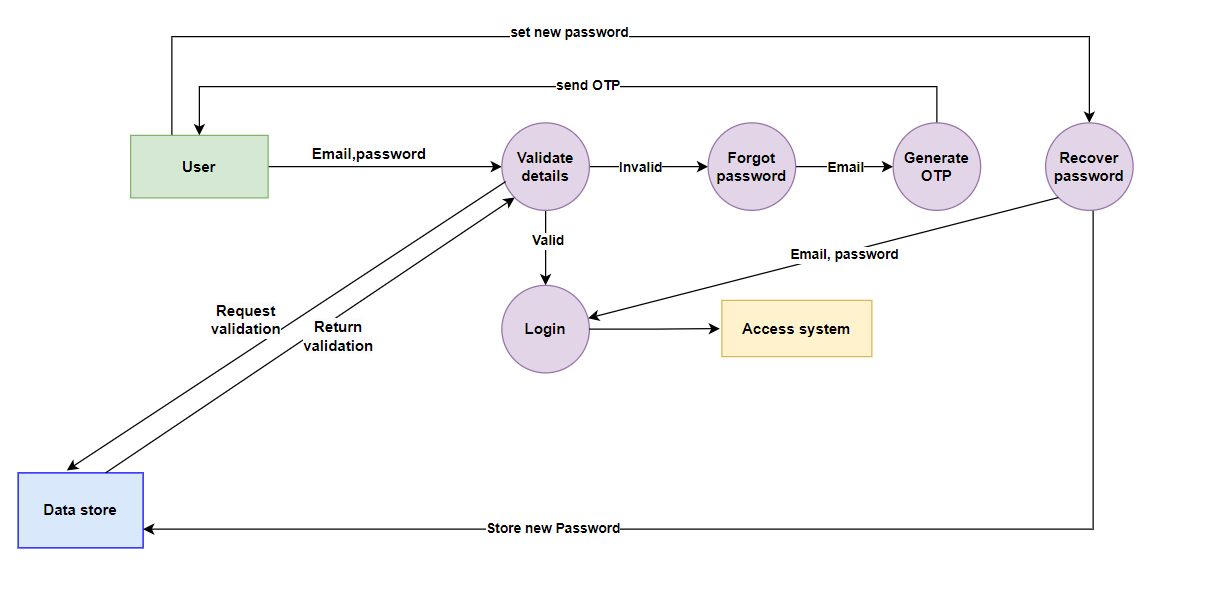 set new password
send OTP
User
Email,password
Validate
details
Invalid
Forgot
password
Email
Generate
OTP
Recover
password
Valid
Email, password
Request
validation
Return
validation
Login
Access system
Data store
Store new Password